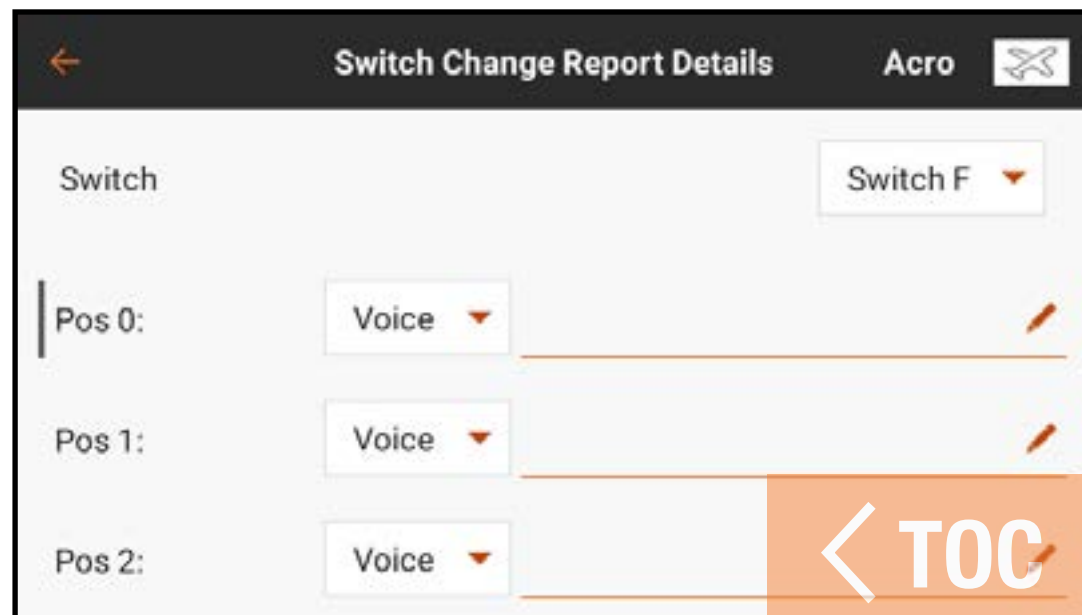 Switch Change Report Details Acro
Switch Switch F
Pos 0: Voice
Pos 1: Voice
Pos 2: Voice
TOC